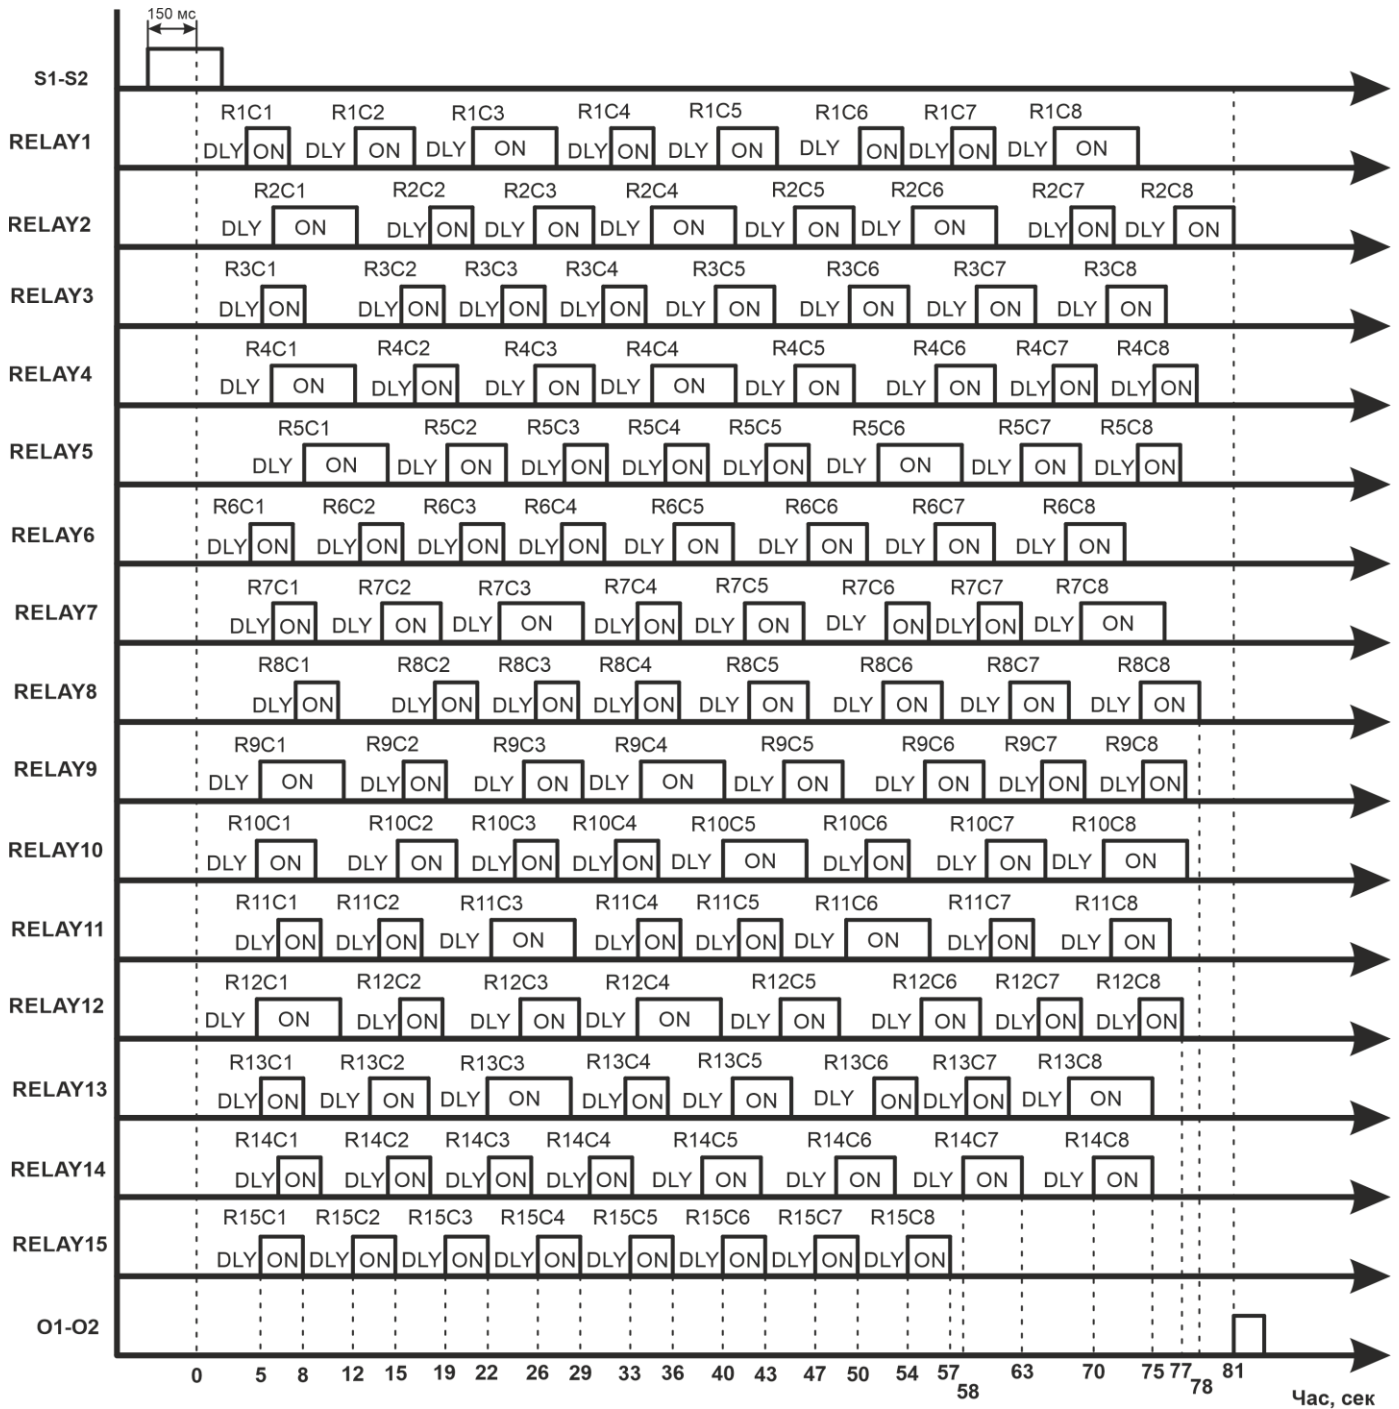 150 мс
S1-S2
R1C1 R1C2 R1C3 R1C4 R1C5 R1C6 R1C7 R1C8
RELAY1 DLY ON DLY ON DLY ON DLY ON DLY ON DLY ON DLY ON DLY ON
R2C1 R2C2 R2C3 R2C4 R2C5 R2C6 R2C7 R2C8
RELAY2 DLY ON DLY ON DLY ON DLY ON DLY ON DLY ON DLY ON DLY ON
R3C1 R3C2 R3C3 R3C4 R3C5 R3C6 R3C7 R3C8
RELAY3 DLY ON DLY ON DLY ON DLY ON DLY ON DLY ON DLY ON DLY ON
R4C1 R4C2 R4C3 R4C4 R4C5 R4C6 R4C7 R4C8
RELAY4 DLY ON DLY ON DLY ON DLY ON DLY ON DLY ON DLY ON DLY ON
R5C1 R5C2 R5C3 R5C4 R5C5 R5C6 R5C7 R5C8
RELAY5 DLY ON DLY ON DLY ON DLY ON DLY ON DLY ON DLY ON DLY ON
R6C1 R6C2 R6C3 R6C4 R6C5 R6C6 R6C7 R6C8
RELAY6 DLY ON DLY ON DLY ON DLY ON DLY ON DLY ON DLY ON DLY ON
R7C1 R7C2 R7C3 R7C4 R7C5 R7C6 R7C7 R7C8
RELAY7 DLY ON DLY ON DLY ON DLY ON DLY ON DLY ON DLY ON DLY ON
R8C1 R8C2 R8C3 R8C4 R8C5 R8C6 R8C7 R8C8
RELAY8 DLY ON DLY ON DLY ON DLY ON DLY ON DLY ON DLY ON DLY ON
R9C1 R9C2 R9C3 R9C4 R9C5 R9C6 R9C7 R9C8
RELAY9 DLY ON DLY ON DLY ON DLY ON DLY ON DLY ON DLY ON DLY ON
R10C1 R10C2 R10C3 R10C4 R10C5 R10C6 R10C7 R10C8
RELAY10 DLY ON DLY ON DLY ON DLY ON DLY ON DLY ON DLY ON DLY ON
R11C1 R11C2 R11C3 R11C4 R11C5 R11C6 R11C7 R11C8
RELAY11 DLY ON DLY ON DLY ON DLY ON DLY ON DLY ON DLY ON DLY ON
R12C1 R12C2 R12C3 R12C4 R12C5 R12C6 R12C7 R12C8
RELAY12 DLY ON DLY ON DLY ON DLY ON DLY ON DLY ON DLY ON DLY ON
R13C1 R13C2 R13C3 R13C4 R13C5 R13C6 R13C7 R13C8
RELAY13 DLY ON DLY ON DLY ON DLY ON DLY ON DLY ON DLY ON DLY ON
R14C1 R14C2 R14C3 R14C4 R14C5 R14C6 R14C7 R14C8
RELAY14 DLY ON DLY ON DLY ON DLY ON DLY ON DLY ON DLY ON DLY ON
R15C1 R15C2 R15C3 R15C4 R15C5 R15C6 R15C7 R15C8
RELAY15 DLY ON DLY ON DLY ON DLY ON DLY ON DLY ON DLY ON DLY ON
O1-O2
0 5 8 12 15 19 22 26 29 33 36 40 43 47 50 54 57 63 70 75 77 81
58 78
Час, сек